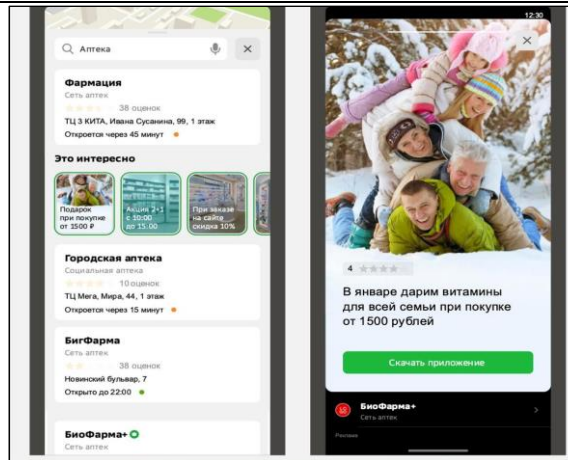 Аптека
Фармация
Сеть аптек
38 оценок
ТЦ 3 КИТА, Ивана Сусанина, 99, 1 этаж
Откроется через 45 минут
Это интересно
Подарок
при покупке
от 1500 ₽
Акция 2+1
с 10:00
до 15:00
При заказе
на сайте
скидка 10%
Городская аптека
Социальная аптека
10 оценок
ТЦ Мега, Мира, 44, 1 этаж
Откроется через 15 минут
БигФарма
Сеть аптек
38 оценок
Новинский бульвар, 7
Открыто до 22:00
БиоФарма+
Сеть аптек
12:30
4
В январе дарим витамины
для всей семьи при покупке
от 1500 рублей
Скачать приложение
БиоФарма+
Сеть аптек
Реклама